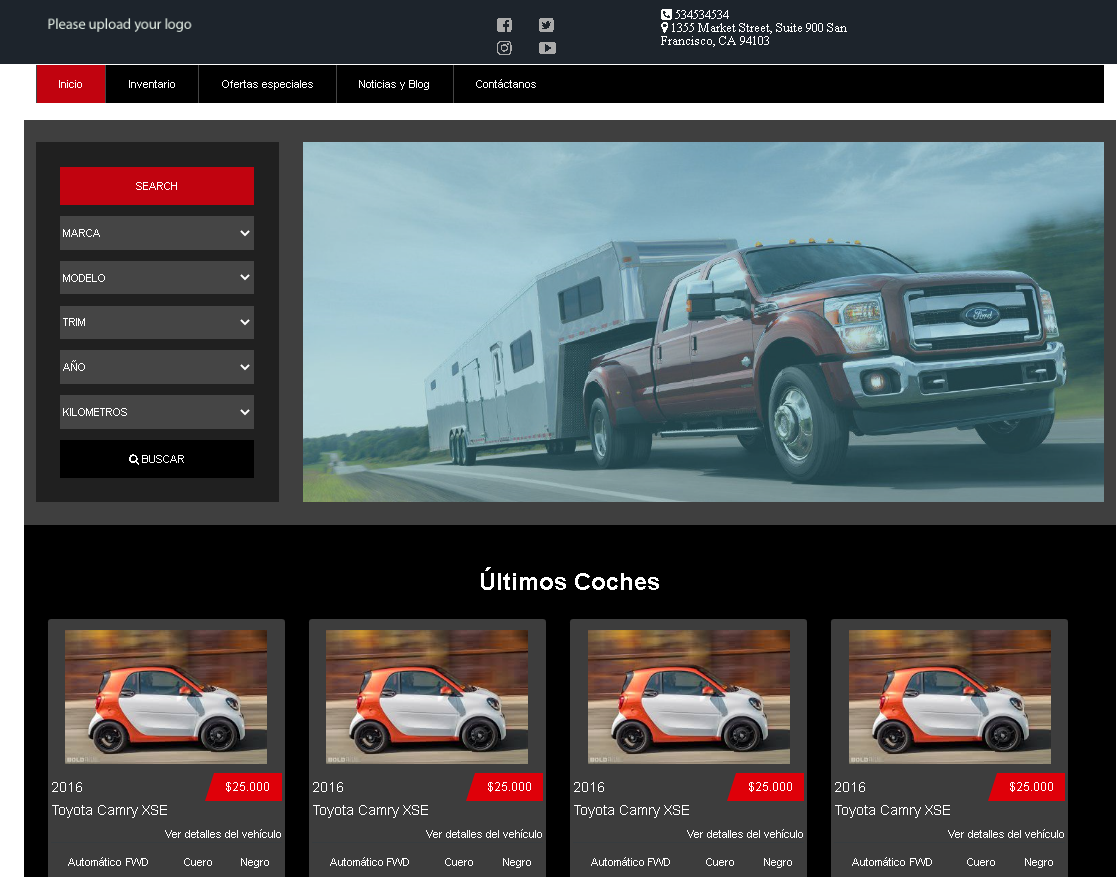 Please upload your logo
534534534
1355 Market Street, Suite 900 San
Francisco, CA 94103
Inicio
Inventario
Ofertas especiales
Noticias y Blog
Contáctanos
SEARCH
MARCA
MODELO
TRIM
AÑO
KILOMETROS
BUSCAR
Ford
Últimos Coches
2016
$25.000
Toyota Camry XSE
Ver detalles del vehículo
Automático FWD Cuero Negro
2016
$25.000
Toyota Camry XSE
Ver detalles del vehículo
Automático FWD Cuero Negro
2016
$25.000
Toyota Camry XSE
Ver detalles del vehículo
Automático FWD Cuero Negro
2016
$25.000
Toyota Camry XSE
Ver detalles del vehículo
Automático FWD Cuero Negro